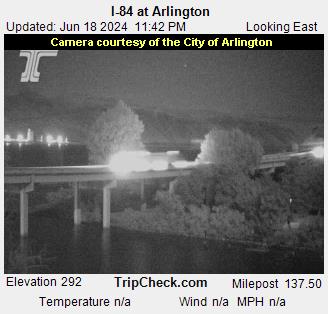 I-84 at Arlington
Updated: Jun 18 2024 11:42 PM Looking East
Camera courtesy of the City of Arlington
Elevation 292 TripCheck.com Milepost 137.50
Temperature n/a Wind n/a MPH n/a